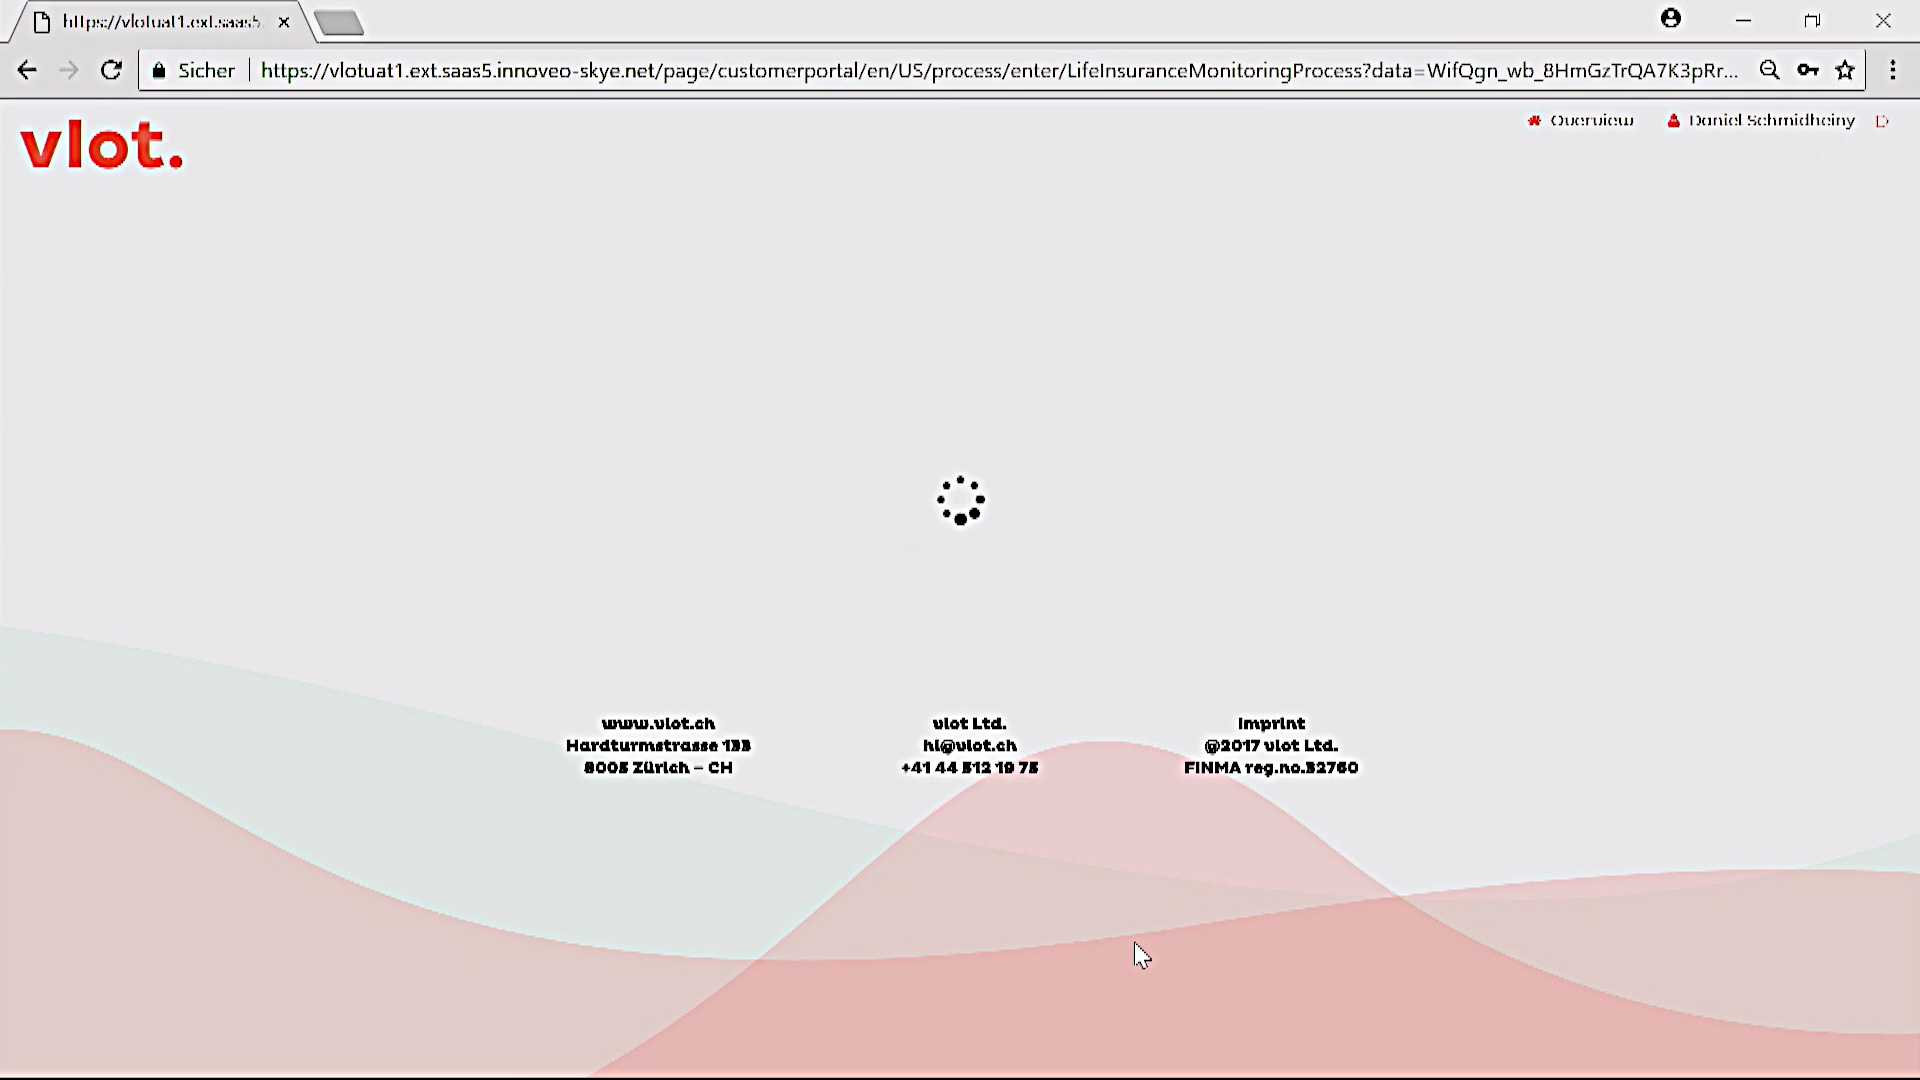 https://vlotuat1.ext.saas5.
Sicher
https://vlotuat1.ext.saas5.innoveo-skye.net/page/customerportal/en/US/process/enter/LifeInsuranceMonitoringProcess?data=WifQgn_wb_8HmGzTrQA7K3pRr...
vlot.
Overview
Daniel Schmidheiny
www.vlot.ch
Hardturmstrasse 133
8005 Zürich – CH
vlot Ltd.
hi@vlot.ch
+41 44 512 19 75
Imprint
@2017 vlot Ltd.
FINMA reg.no.32760